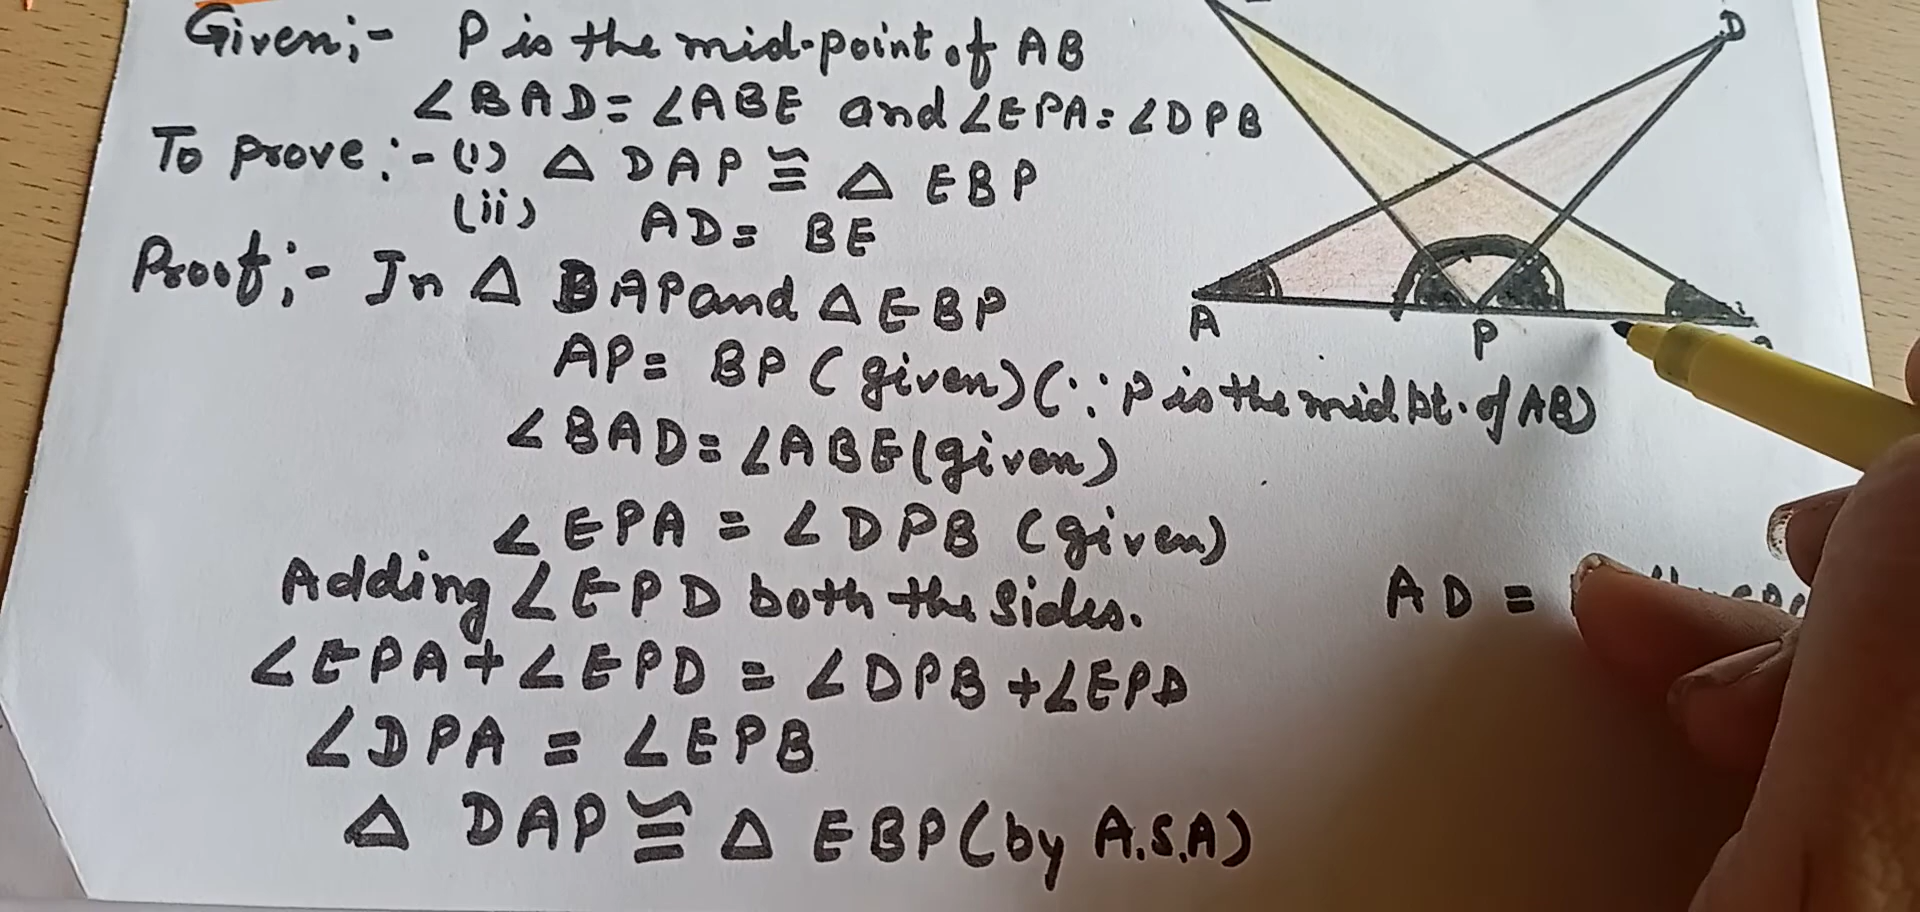 Given:- P is the mid-point of AB
∠BAD = ∠ABE and ∠EPA = ∠DPB
To prove:- (i) △ DAP ≅ △ EBP
(ii) AD = BE
Proof:- In △ DAP and △ EBP
AP = BP (given) (∵ P is the mid pt. of AB)
∠BAD = ∠ABE (given)
∠EPA = ∠DPB (given)
Adding ∠EPD both the sides.
∠EPA + ∠EPD = ∠DPB + ∠EPD
∠DPA = ∠EPB
△ DAP ≅ △ EBP (by A.S.A)
AD =
D
A
P